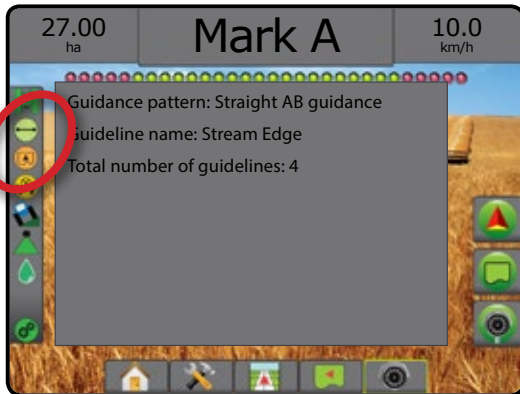 27.00
ha
Mark A
10.0
km/h
Guidance pattern: Straight AB guidance
Guideline name: Stream Edge
Total number of guidelines: 4